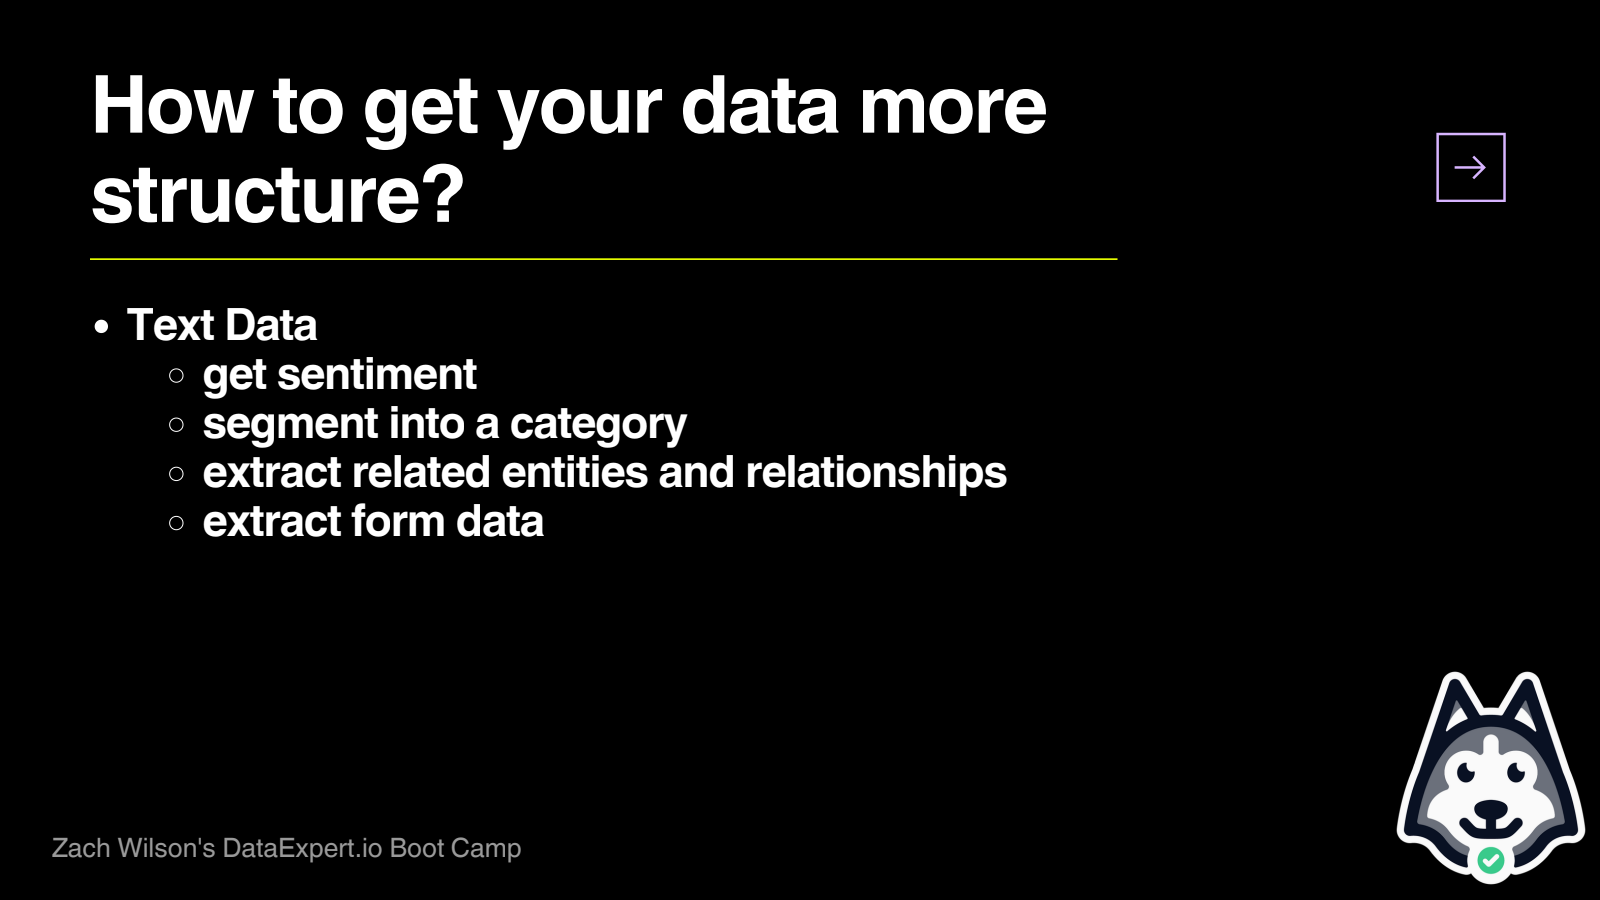 How to get your data more
structure?
• Text Data
○ get sentiment
○ segment into a category
○ extract related entities and relationships
○ extract form data
Zach Wilson's DataExpert.io Boot Camp